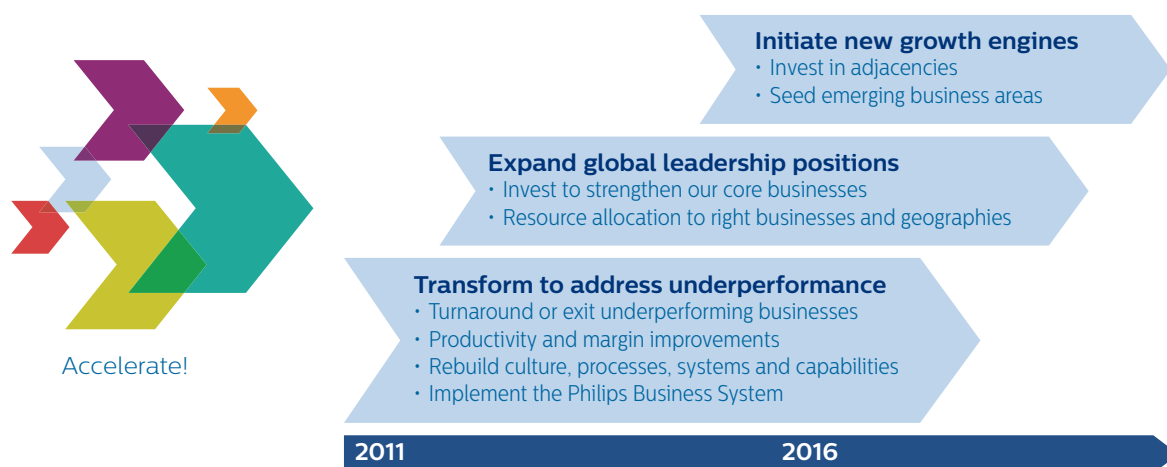 Initiate new growth engines
· Invest in adjacencies
· Seed emerging business areas
Expand global leadership positions
· Invest to strengthen our core businesses
· Resource allocation to right businesses and geographies
Transform to address underperformance
· Turnaround or exit underperforming businesses
· Productivity and margin improvements
· Rebuild culture, processes, systems and capabilities
· Implement the Philips Business System
Accelerate!
2011 2016